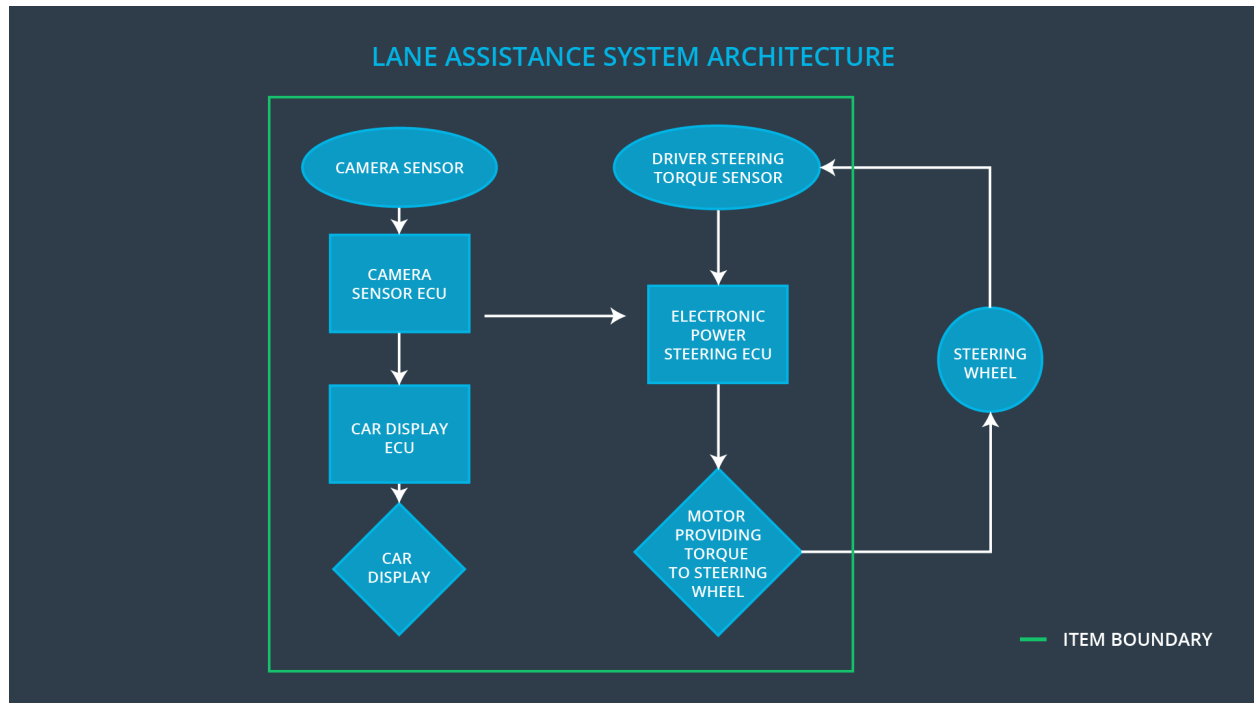 LANE ASSISTANCE SYSTEM ARCHITECTURE
CAMERA SENSOR
CAMERA
SENSOR ECU
CAR DISPLAY
ECU
CAR
DISPLAY
DRIVER STEERING
TORQUE SENSOR
ELECTRONIC
POWER
STEERING ECU
MOTOR
PROVIDING
TORQUE
TO STEERING
WHEEL
STEERING
WHEEL
ITEM BOUNDARY